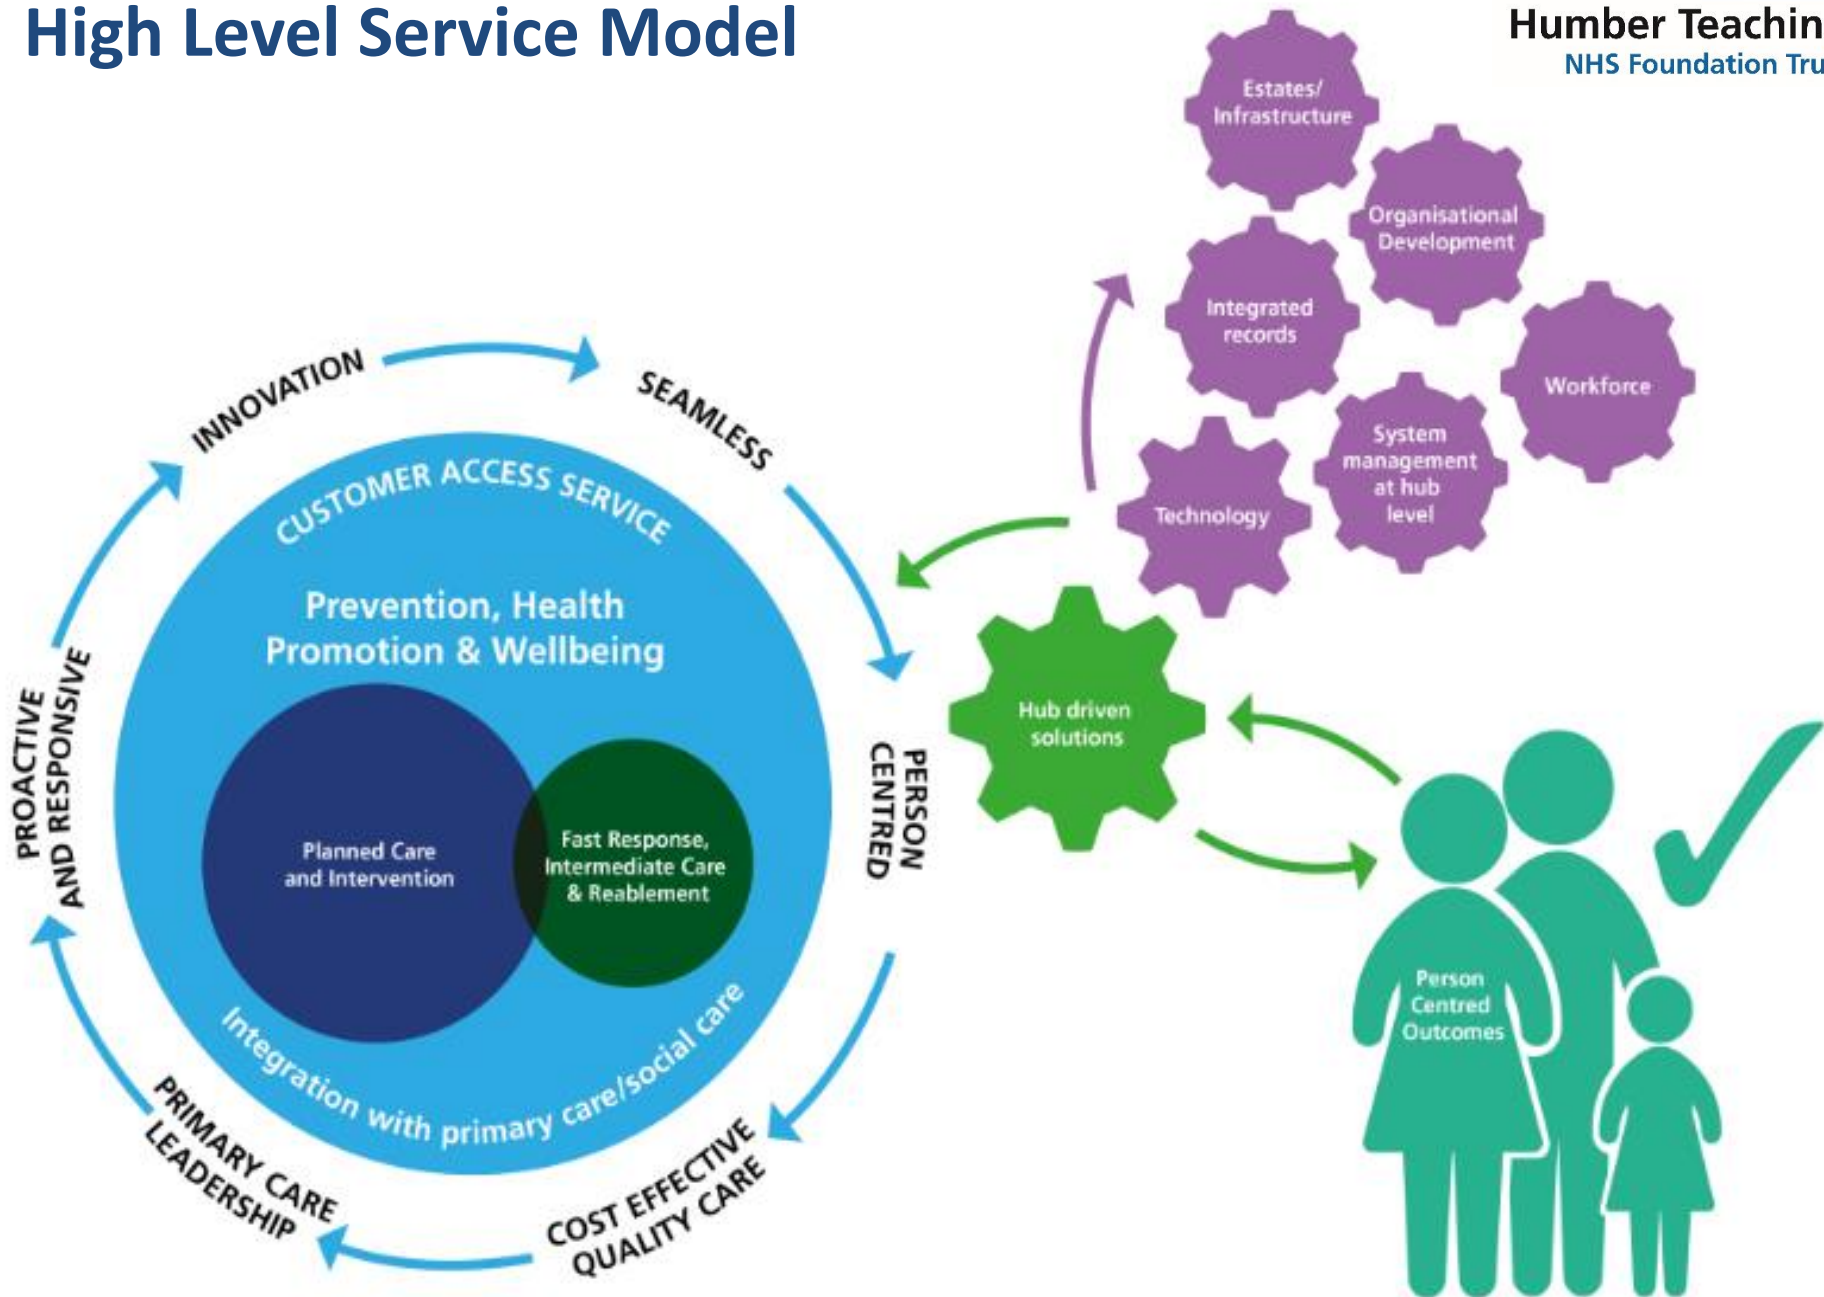 High Level Service Model
Humber Teachin
NHS Foundation Tru
Estates/
Infrastructure
Organisational
Development
Integrated
records
Workforce
System
management
at hub
level
Technology
Hub driven
solutions
Person
Centred
Outcomes
INNOVATION
SEAMLESS
PERSON
CENTRED
COST EFFECTIVE
QUALITY CARE
PRIMARY CARE
LEADERSHIP
PROACTIVE
AND RESPONSIVE
CUSTOMER ACCESS SERVICE
Prevention, Health
Promotion & Wellbeing
Planned Care
and Intervention
Fast Response,
Intermediate Care
& Reablement
Integration with primary care/social care